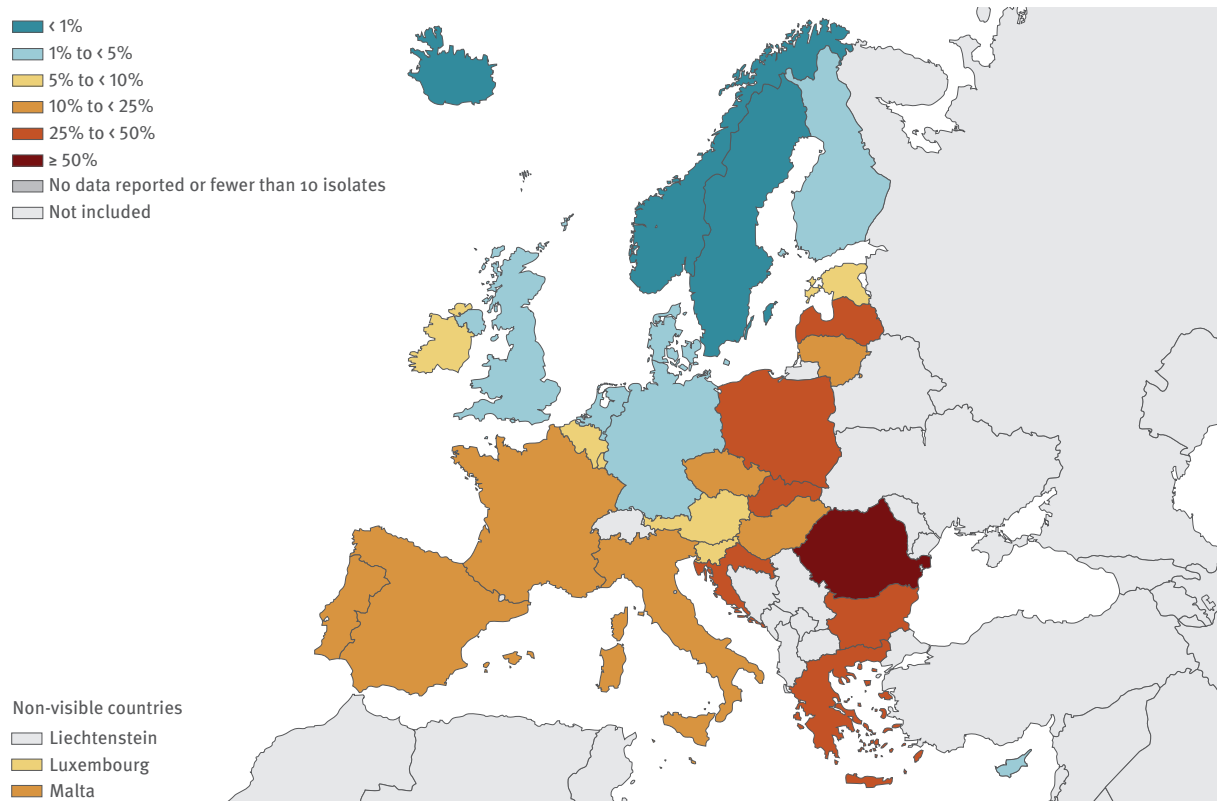 < 1%
1% to < 5%
5% to < 10%
10% to < 25%
25% to < 50%
≥ 50%
No data reported or fewer than 10 isolates
Not included
Non-visible countries
Liechtenstein
Luxembourg
Malta